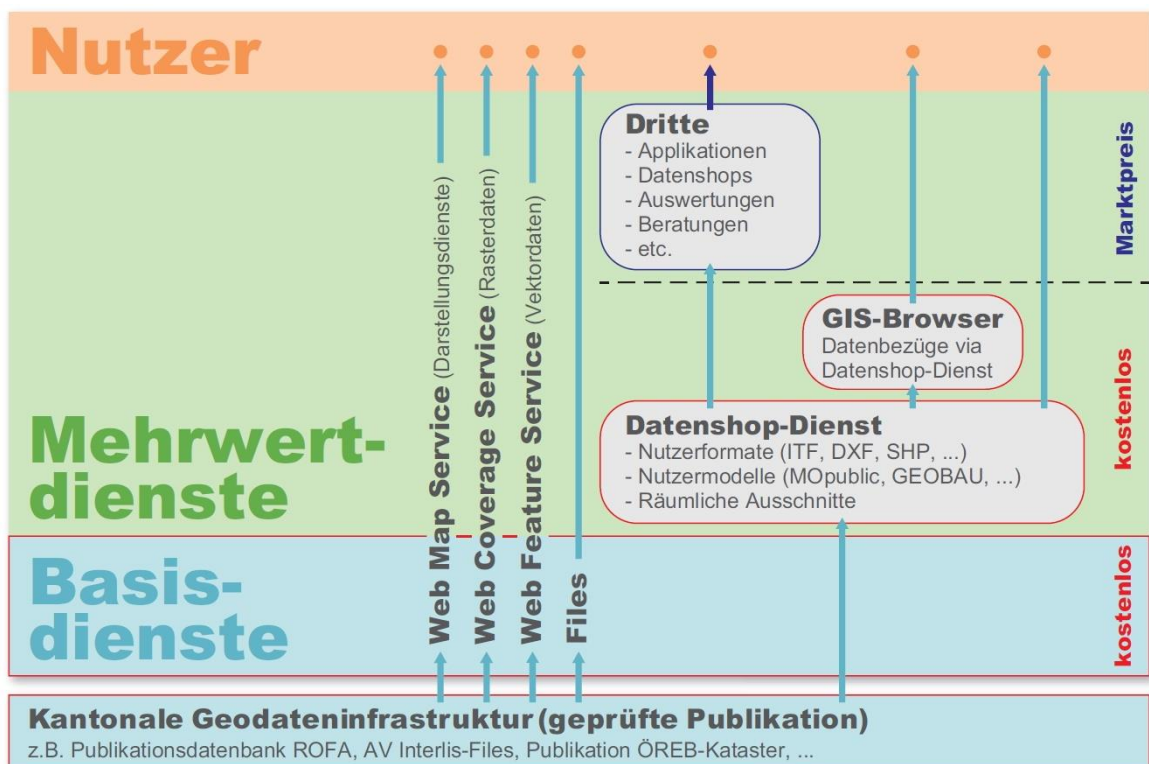 Nutzer
Dritte
- Applikationen
- Datenshops
- Auswertungen
- Beratungen
- etc.
Marktpreis
GIS-Browser
Datenbezüge via
Datenshop-Dienst
kostenlos
Mehrwert-
dienste
Datenshop-Dienst
- Nutzerformate (ITF, DXF, SHP, ...)
- Nutzermodelle (MOpublic, GEOBAU, ...)
- Räumliche Ausschnitte
Web Map Service (Darstellungsdienste)
Web Coverage Service (Rasterdaten)
Web Feature Service (Vektordaten)
Files
Basis-
dienste
kostenlos
Kantonale Geodateninfrastruktur (geprüfte Publikation)
z.B. Publikationsdatenbank ROFA, AV Interlis-Files, Publikation ÖREB-Kataster, ...